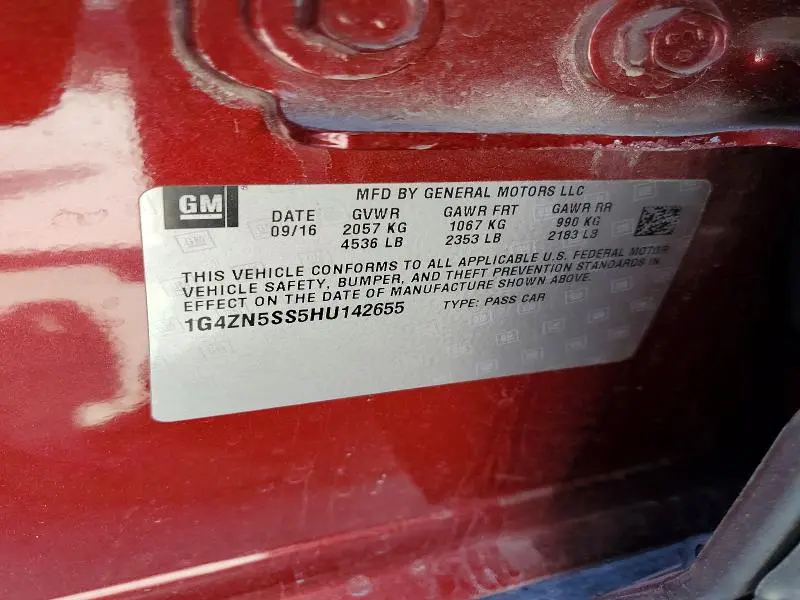 GM
MFD BY GENERAL MOTORS LLC
DATE GVWR GAWR FRT GAWR RR
09/16 2057 KG 1067 KG 990 KG
4536 LB 2353 LB 2183 LB
THIS VEHICLE CONFORMS TO ALL APPLICABLE U.S. FEDERAL MOTOR
VEHICLE SAFETY, BUMPER, AND THEFT PREVENTION STANDARDS IN
EFFECT ON THE DATE OF MANUFACTURE SHOWN ABOVE.
1G4ZN5SS5HU142655 TYPE: PASS CAR